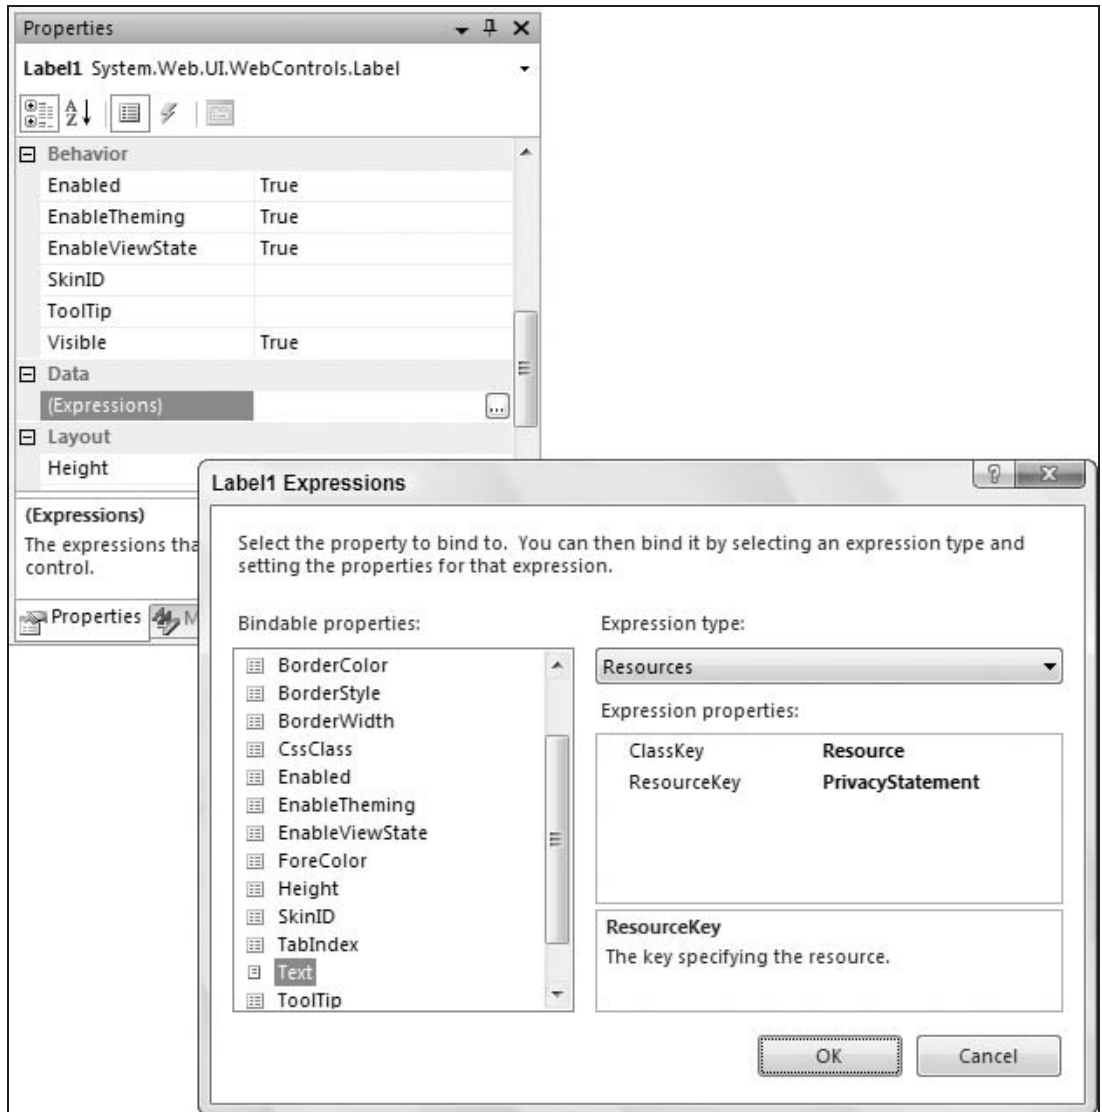 Properties
Label1 System.Web.UI.WebControls.Label
Behavior
Enabled True
EnableTheming True
EnableViewState True
SkinID
ToolTip
Visible True
Data
(Expressions) ...
Layout
Height
(Expressions)
The expressions tha
control.
Properties M
Label1 Expressions
Select the property to bind to. You can then bind it by selecting an expression type and
setting the properties for that expression.
Bindable properties:
BorderColor
BorderStyle
BorderWidth
CssClass
Enabled
EnableTheming
EnableViewState
ForeColor
Height
SkinID
TabIndex
Text
ToolTip
Expression type:
Resources
Expression properties:
ClassKey Resource
ResourceKey PrivacyStatement
ResourceKey
The key specifying the resource.
OK Cancel